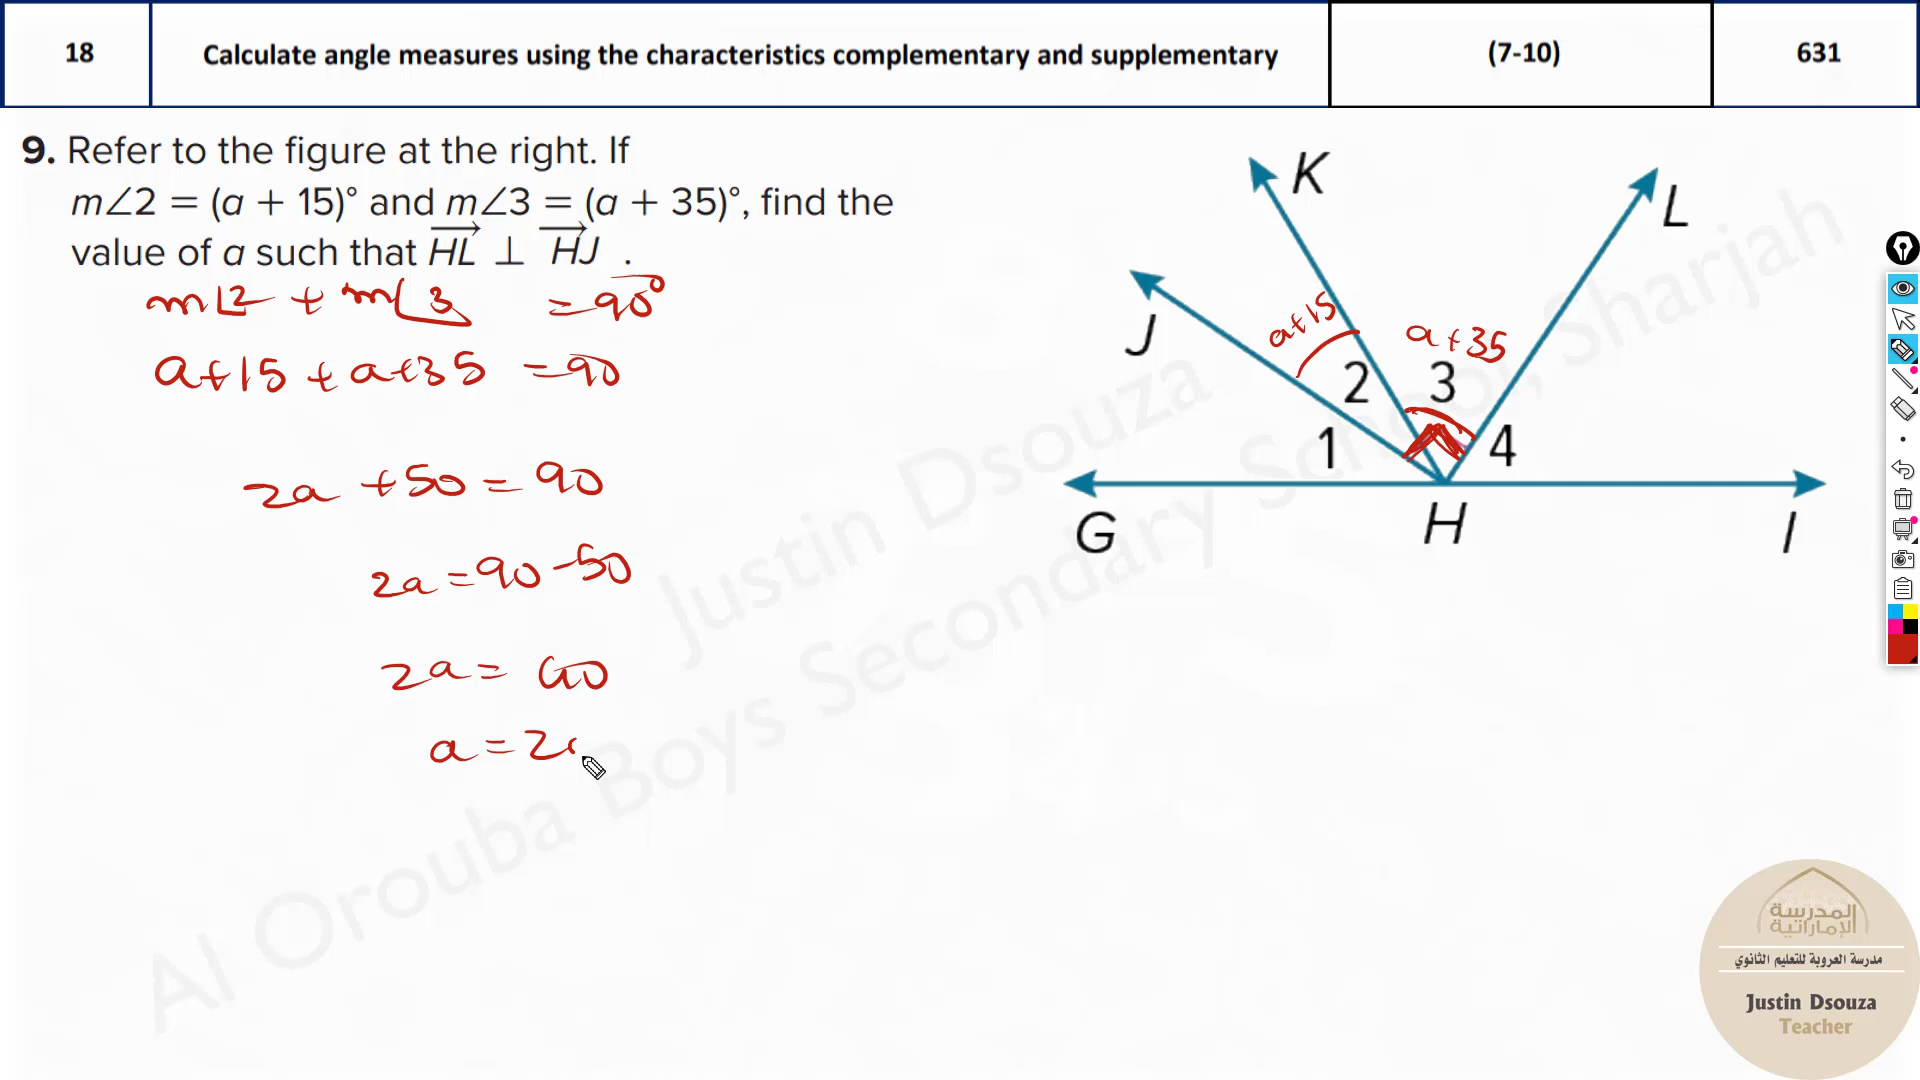 18
Calculate angle measures using the characteristics complementary and supplementary
(7-10)
631
9. Refer to the figure at the right. If
m∠2 = (a + 15)° and m∠3 = (a + 35)°, find the
value of a such that HL ⊥ HJ .
m∠2 + m∠3 = 90°
a+15 + a+35 = 90
2a + 50 = 90
2a = 90 - 50
2a = 40
a = 20
K
L
J
a+15
a+35
2
3
1
4
G
H
I
Justin Dsouza
Al Orouba Boys Secondary School, Sharjah
المدرسة
الإماراتية
مدرسة العروبة للتعليم الثانوي
Justin Dsouza
Teacher